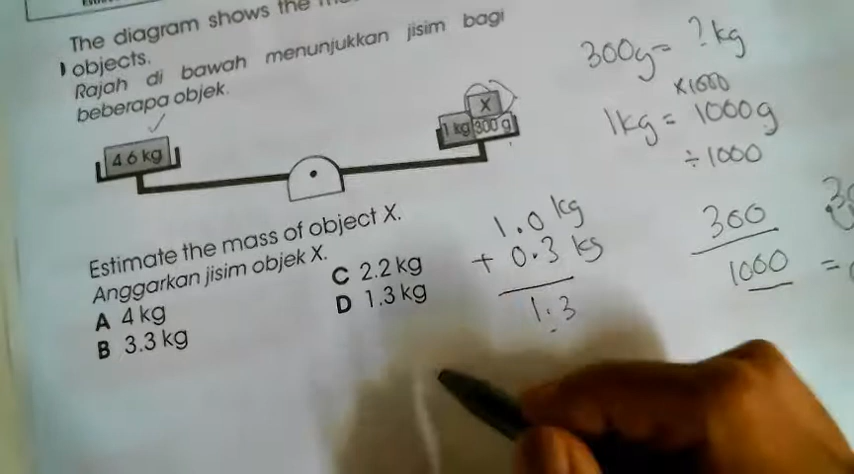 The diagram shows the
objects.
Rajah di bawah menunjukkan jisim bagi
beberapa objek.
4.6 kg
X
1 kg 300 g
Estimate the mass of object X.
Anggarkan jisim objek X.
A 4 kg
B 3.3 kg
C 2.2 kg
D 1.3 kg
300g = ? kg
×1000
1kg = 1000g
÷1000
1.0 kg
+ 0.3 kg
1.3
300
1000 =